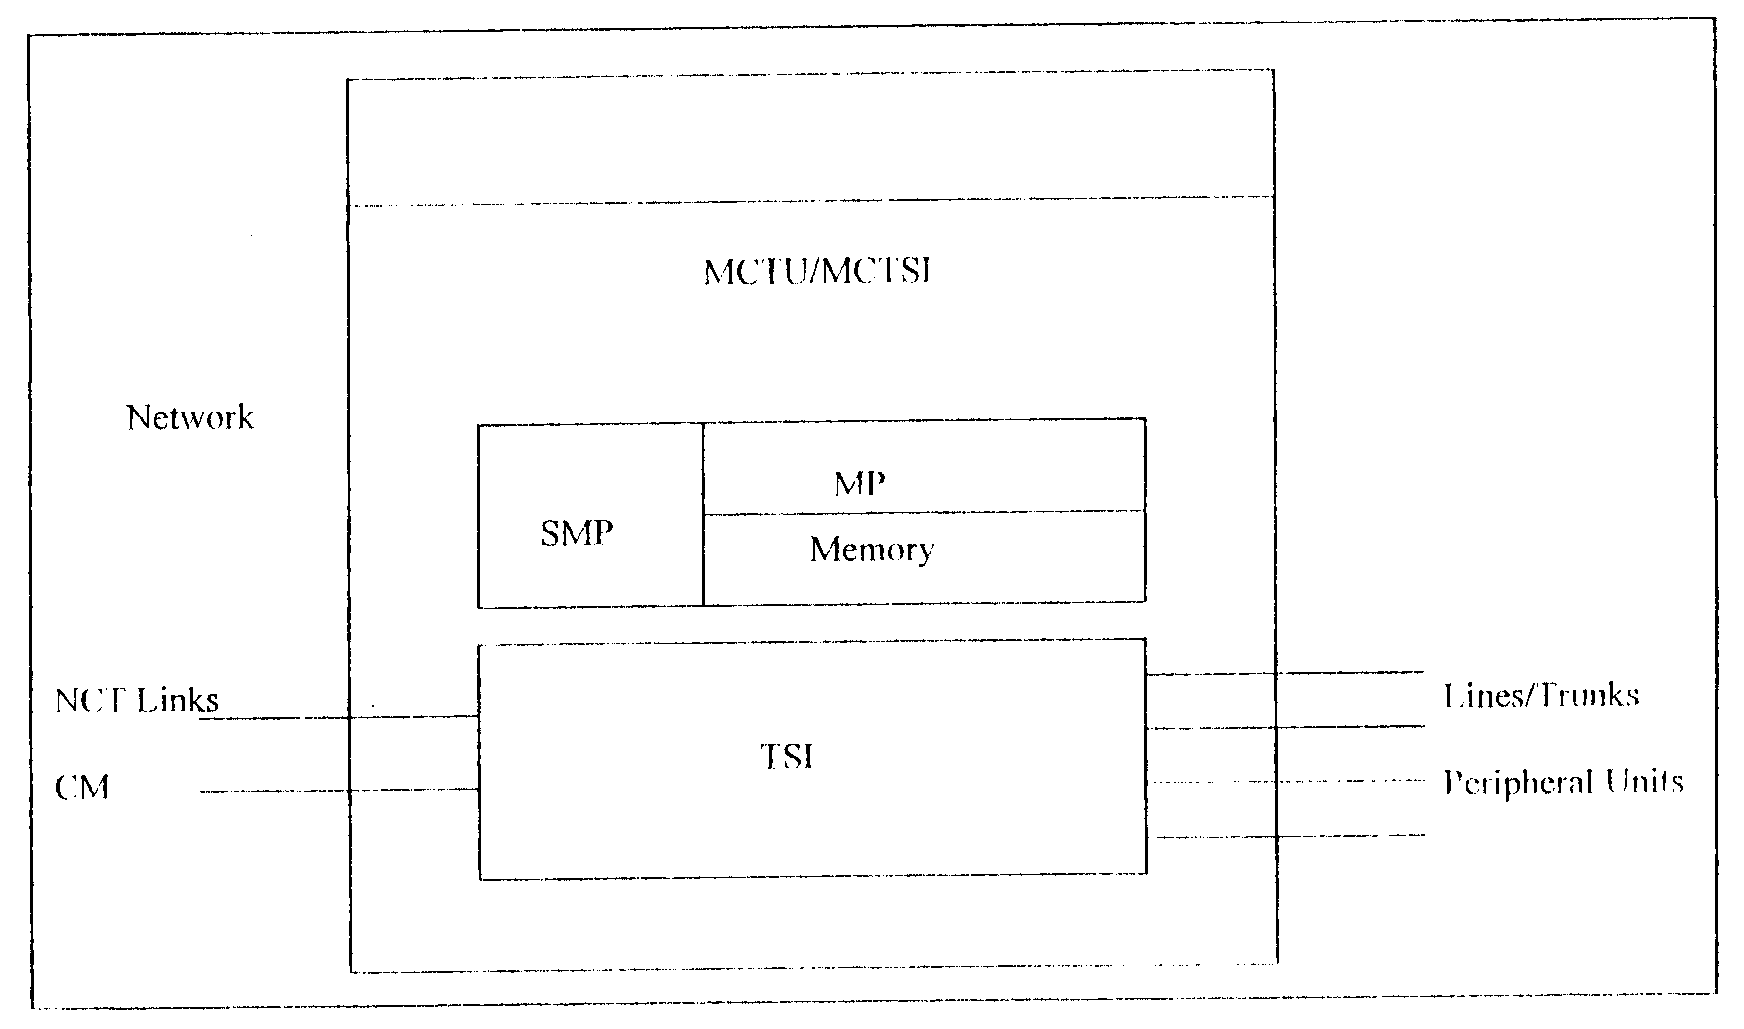 MCTU/MCTSI
Network
MP
SMP
Memory
NCT Links
Lines/Trunks
TSI
CM
Peripheral Units